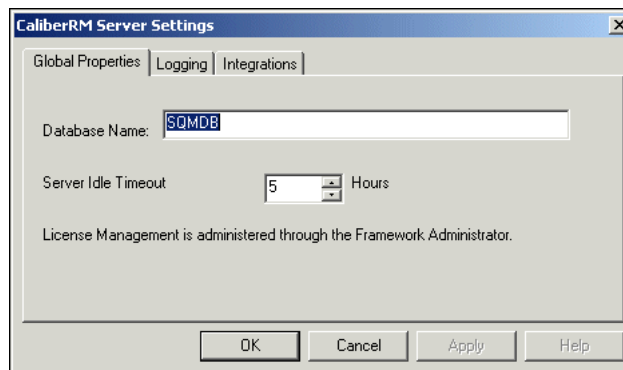 CaliberRM Server Settings
Global Properties Logging Integrations
Database Name: SQMDB
Server Idle Timeout 5 Hours
License Management is administered through the Framework Administrator.
OK Cancel Apply Help